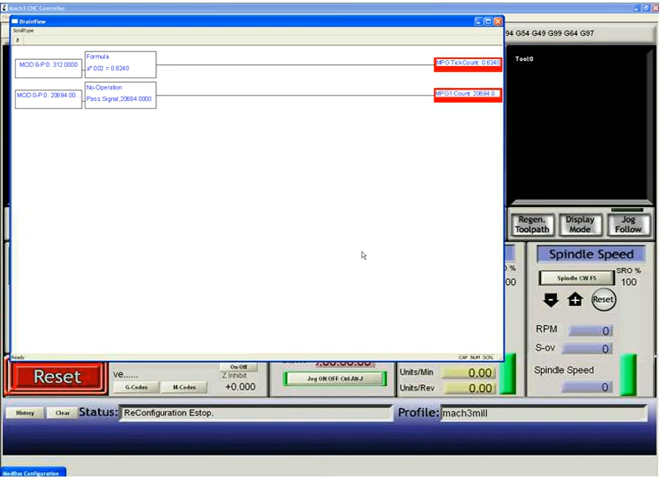 Mach3 CNC Controller
BrainView
ScrollType
Formula
MOD:6-P:0: 312.0000
a*.002 = 0.6240
MPG TickCount: 0.6240
No-Operation
MOD:0-P:0: 20694.00..
Pass Signal,20694.0000
MPG1 Count: 20694.0...
94 G54 G49 G99 G64 G97
Tool:0
Regen. Toolpath
Display Mode
Jog Follow
Spindle Speed
SRO %
Spindle CW F5
100
Reset
RPM 0
S-ov 0
Spindle Speed
0
Ready
CAP NUM SCRL
Reset
G-Codes
M-Codes
On/Off
Z Inhibit
+0.000
Jog ON/OFF Ctrl-Alt-J
Units/Min 0.00
Units/Rev 0.00
History
Clear
Status: ReConfiguration Estop.
Profile: mach3mill
ModBus Configuration